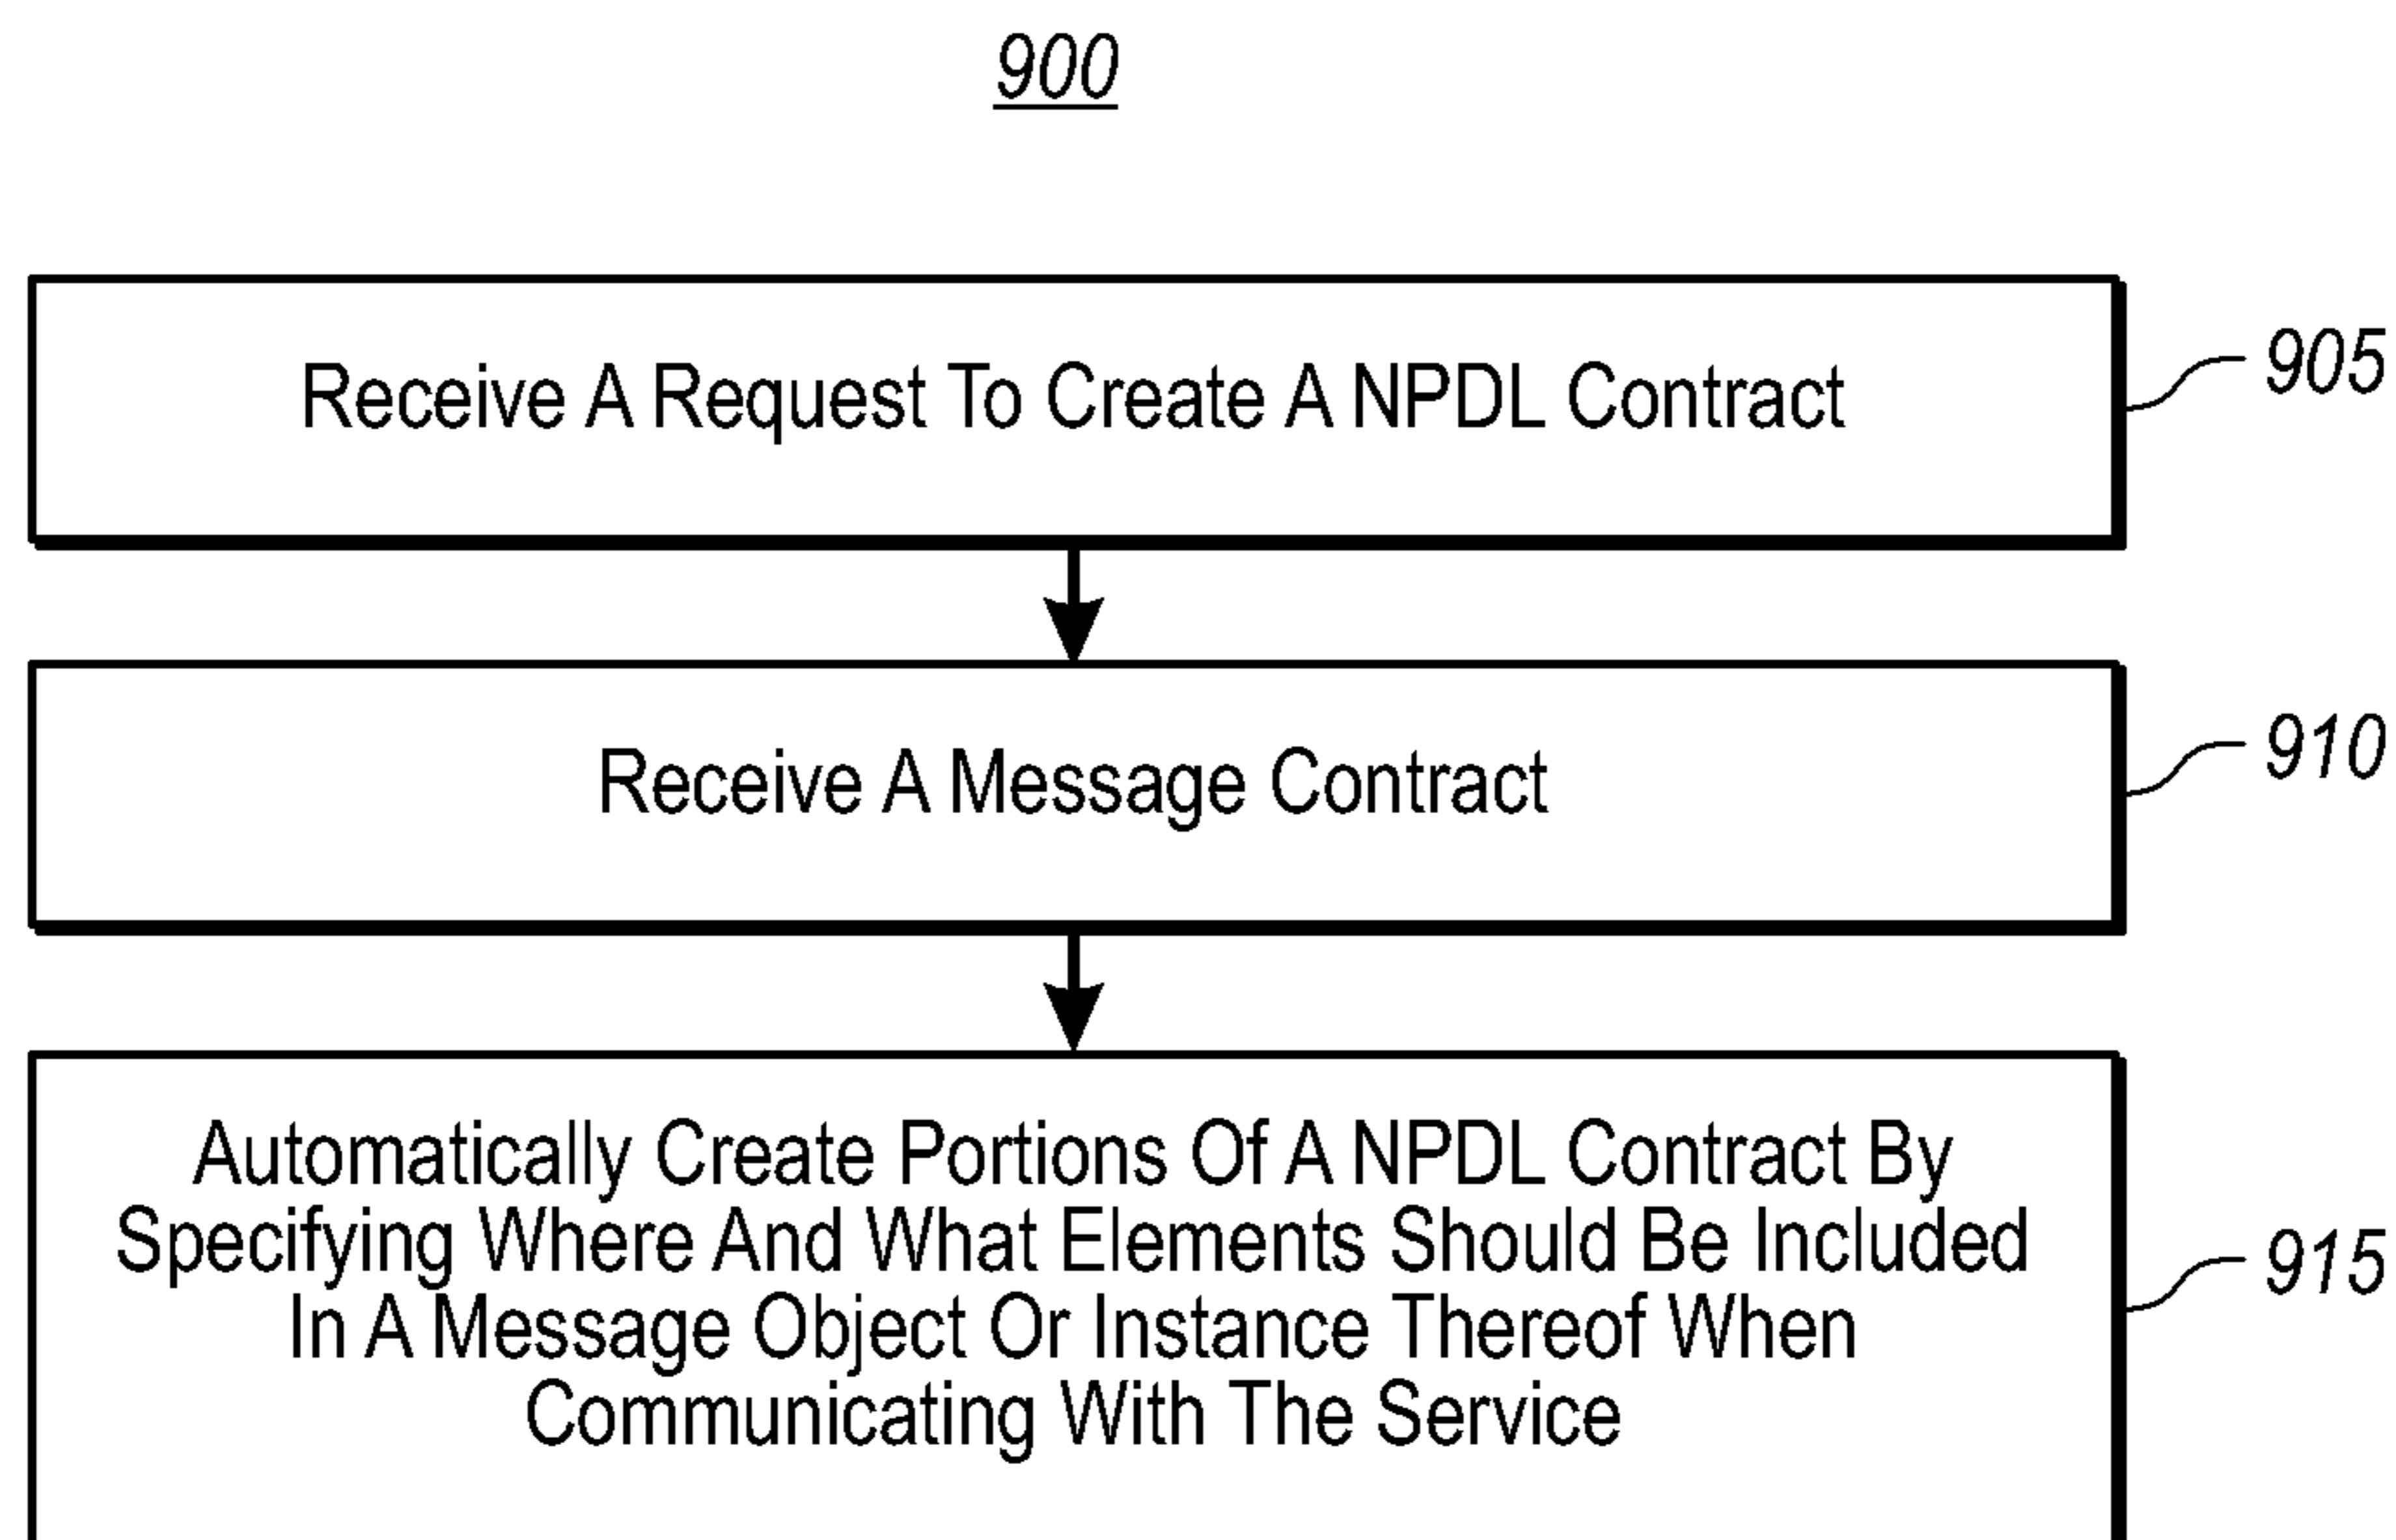 900
Receive A Request To Create A NPDL Contract
905
Receive A Message Contract
910
Automatically Create Portions Of A NPDL Contract By
Specifying Where And What Elements Should Be Included
In A Message Object Or Instance Thereof When
Communicating With The Service
915